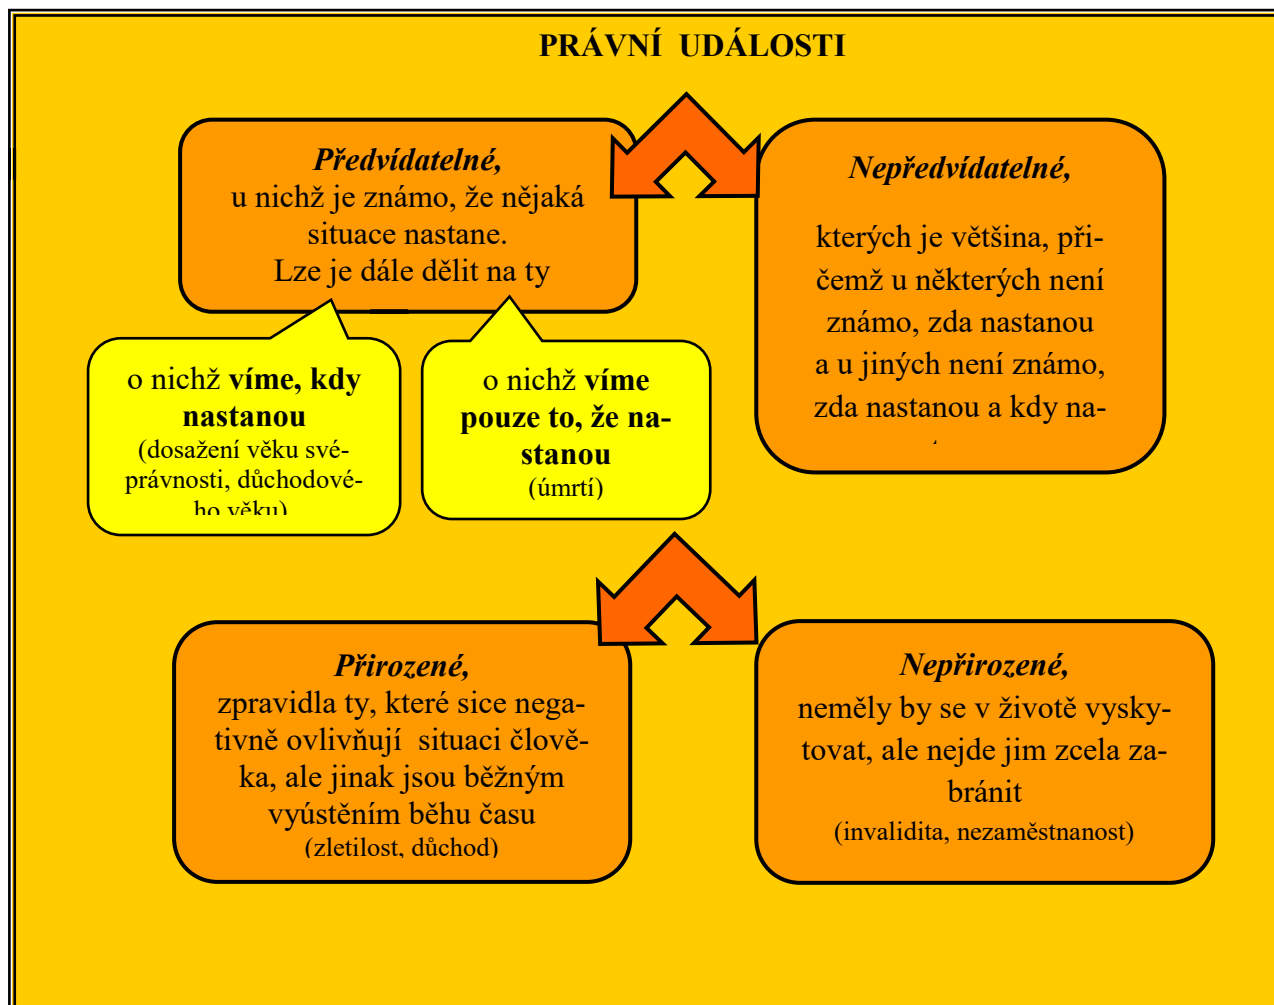 PRÁVNÍ UDÁLOSTI
Předvídatelné,
u nichž je známo, že nějaká
situace nastane.
Lze je dále dělit na ty
Nepředvídatelné,
kterých je většina, při-
čemž u některých není
známo, zda nastanou
a u jiných není známo,
zda nastanou a kdy na-
o nichž víme, kdy
nastanou
(dosažení věku své-
právnosti, důchodové-
ho věku)
o nichž víme
pouze to, že na-
stanou
(úmrtí)
Přirozené,
zpravidla ty, které sice nega-
tivně ovlivňují situaci člově-
ka, ale jinak jsou běžným
vyústěním běhu času
(zletilost, důchod)
Nepřirozené,
neměly by se v životě vysky-
tovat, ale nejde jim zcela za-
bránit
(invalidita, nezaměstnanost)